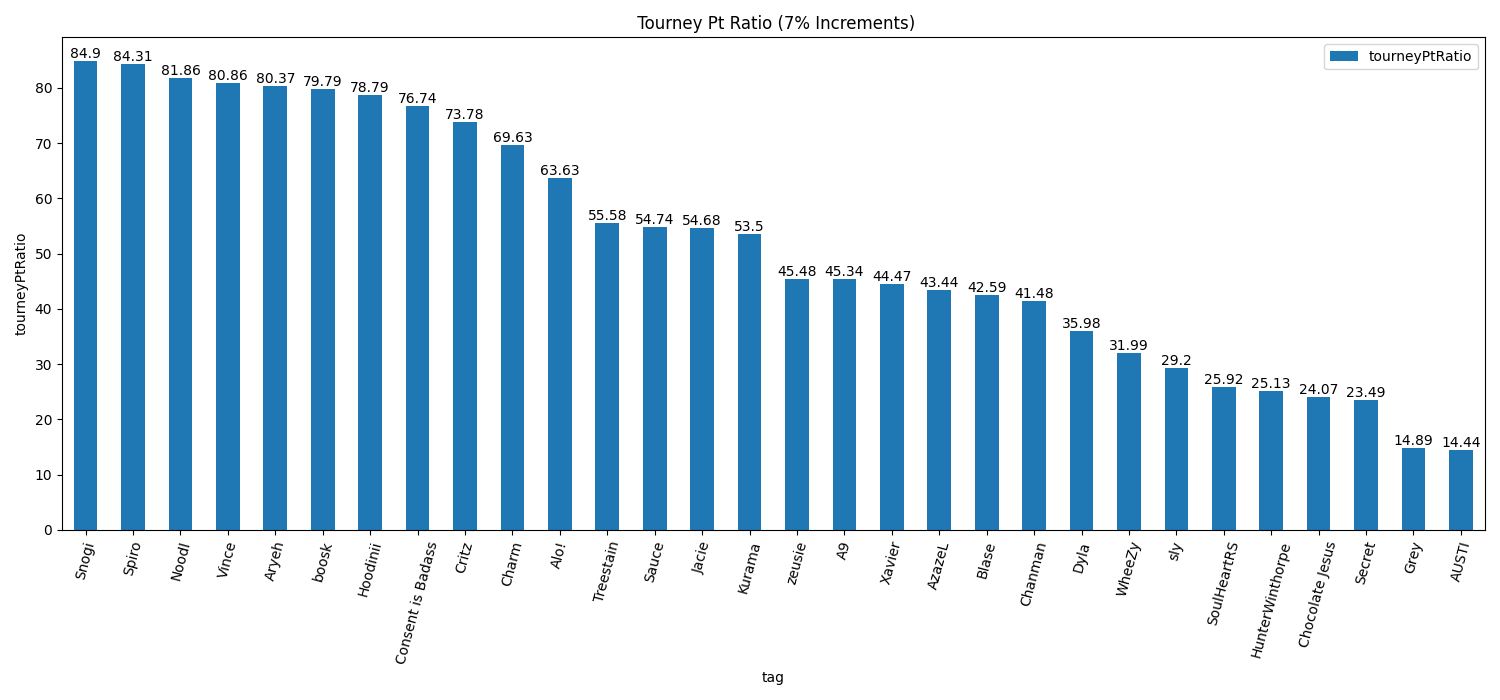 Tourney Pt Ratio (7% Increments)
tourneyPtRatio
84.9 84.31 81.86 80.86 80.37 79.79 78.79 76.74 73.78 69.63 63.63 55.58 54.74 54.68 53.5 45.48 45.34 44.47 43.44 42.59 41.48 35.98 31.99 29.2 25.92 25.13 24.07 23.49 14.89 14.44
80
70
60
50
40
30
20
10
0
tourneyPtRatio
Snogi
Spiro
Noodl
Vince
Aryeh
boosk
Hoodinii
Consent is Badass
Critz
Charm
Alo!
Treestain
Sauce
Jacie
Kurama
zeusie
A9
Xavier
AzazeL
Blase
Chanman
Dyla
WheeZy
sly
SoulHeartRS
HunterWinthorpe
Chocolate Jesus
Secret
Grey
AUSTI
tag